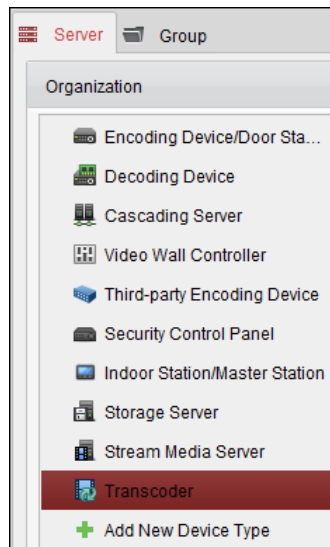 Server Group
Organization
Encoding Device/Door Sta...
Decoding Device
Cascading Server
Video Wall Controller
Third-party Encoding Device
Security Control Panel
Indoor Station/Master Station
Storage Server
Stream Media Server
Transcoder
Add New Device Type